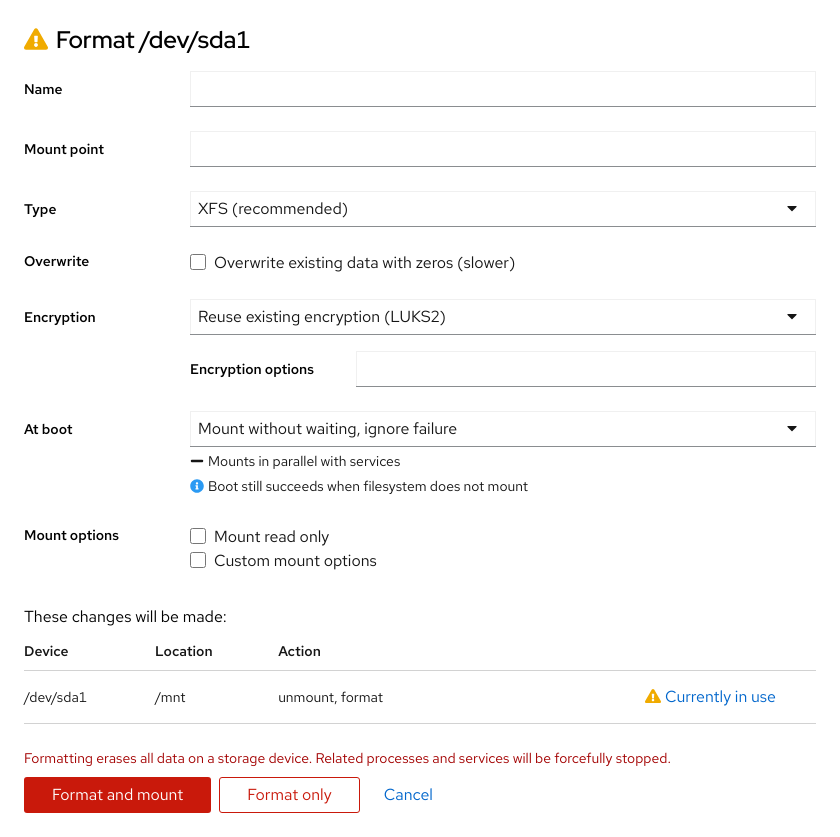 Format /dev/sda1
Name
Mount point
Type XFS (recommended)
Overwrite Overwrite existing data with zeros (slower)
Encryption Reuse existing encryption (LUKS2)
Encryption options
At boot Mount without waiting, ignore failure
Mounts in parallel with services
Boot still succeeds when filesystem does not mount
Mount options Mount read only
Custom mount options
These changes will be made:
Device Location Action
/dev/sda1 /mnt unmount, format Currently in use
Formatting erases all data on a storage device. Related processes and services will be forcefully stopped.
Format and mount Format only Cancel